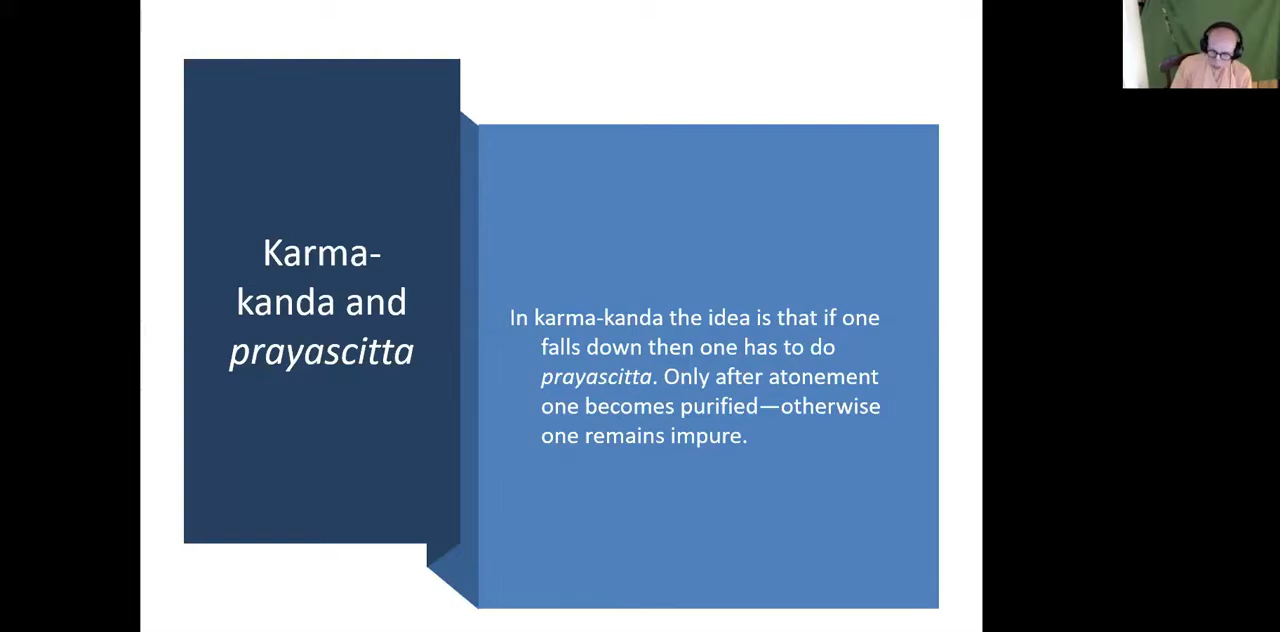 Karma-
kanda and
prayascitta
In karma-kanda the idea is that if one
falls down then one has to do
prayascitta. Only after atonement
one becomes purified—otherwise
one remains impure.